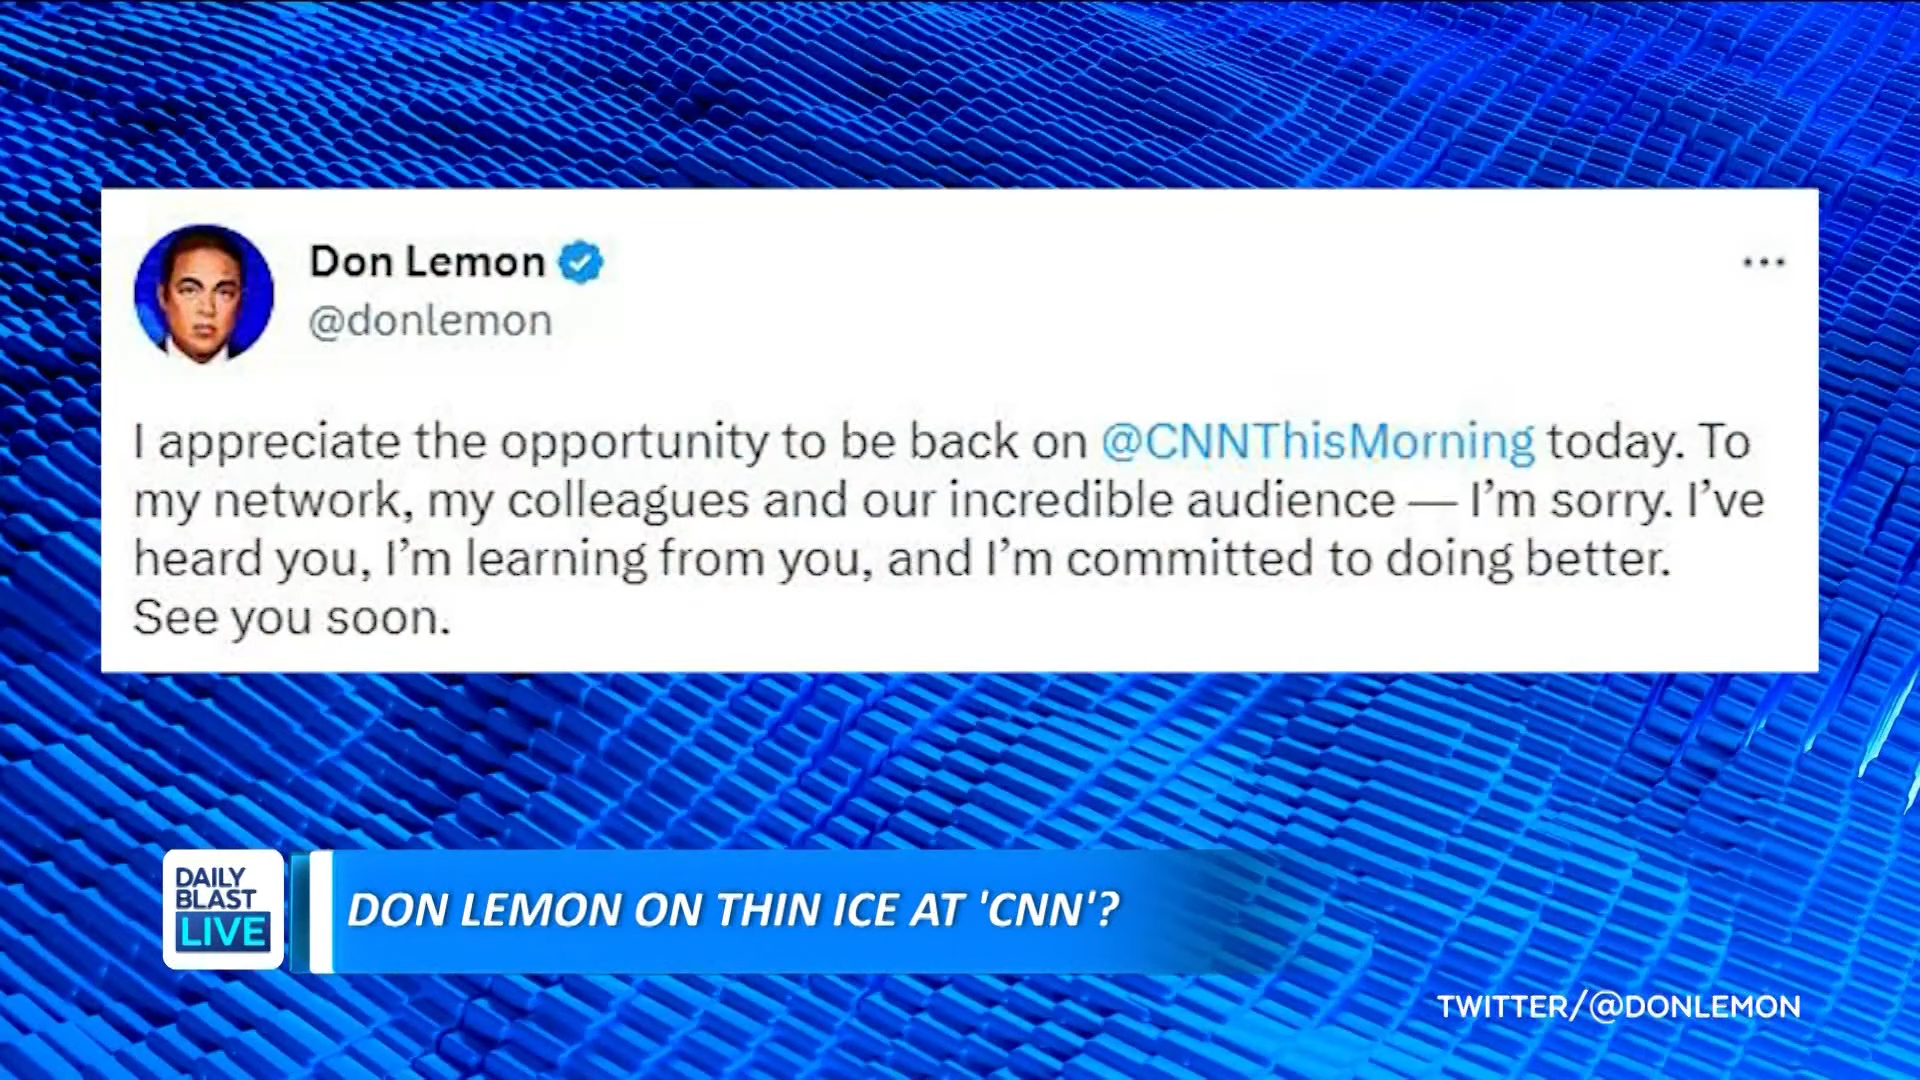 Don Lemon
@donlemon
I appreciate the opportunity to be back on @CNNThisMorning today. To
my network, my colleagues and our incredible audience — I’m sorry. I’ve
heard you, I’m learning from you, and I’m committed to doing better.
See you soon.
DAILY
BLAST
LIVE
DON LEMON ON THIN ICE AT 'CNN'?
TWITTER/@DONLEMON